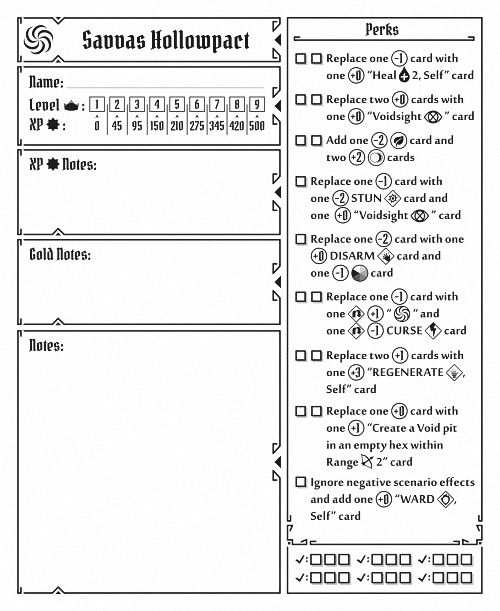 Savvas Hollowpact
Name:
Level : 1 2 3 4 5 6 7 8 9
XP : 0 45 95 150 210 275 345 420 500
XP Notes:
Gold Notes:
Notes:
Perks
Replace one -1 card with
one +0 "Heal 2, Self" card
Replace two +0 cards with
one +0 "Voidsight" card
Add one -2 card and
two +2 cards
Replace one -1 card with
one -2 STUN card and
one +0 "Voidsight" card
Replace one -2 card with one
+0 DISARM card and
one -1 card
Replace one -1 card with
one +1 " " and
one -1 CURSE card
Replace two +1 cards with
one +3 "REGENERATE ,
Self" card
Replace one +0 card with
one +1 "Create a Void pit
in an empty hex within
Range 2" card
Ignore negative scenario effects
and add one +0 "WARD ,
Self" card
✓: ✓: ✓:
✓: ✓: ✓: